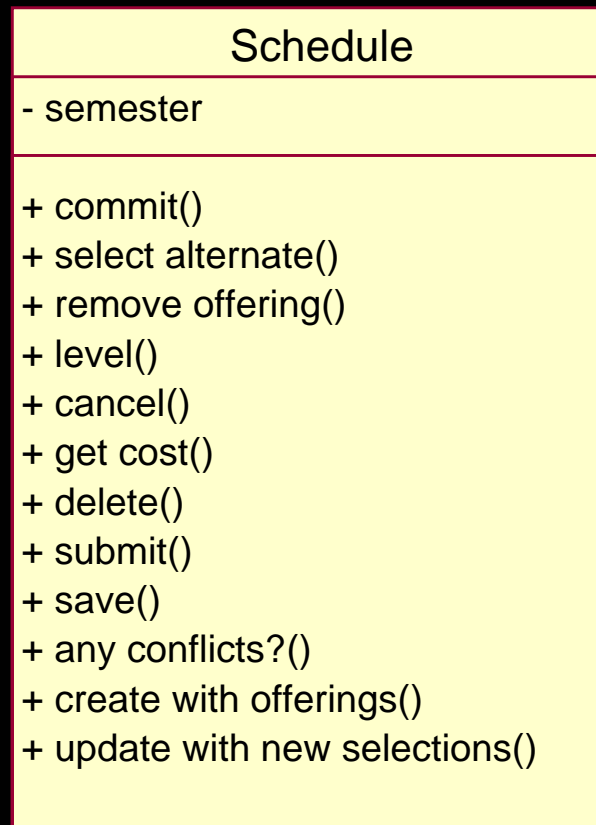 Schedule
- semester
+ commit()
+ select alternate()
+ remove offering()
+ level()
+ cancel()
+ get cost()
+ delete()
+ submit()
+ save()
+ any conflicts?()
+ create with offerings()
+ update with new selections()